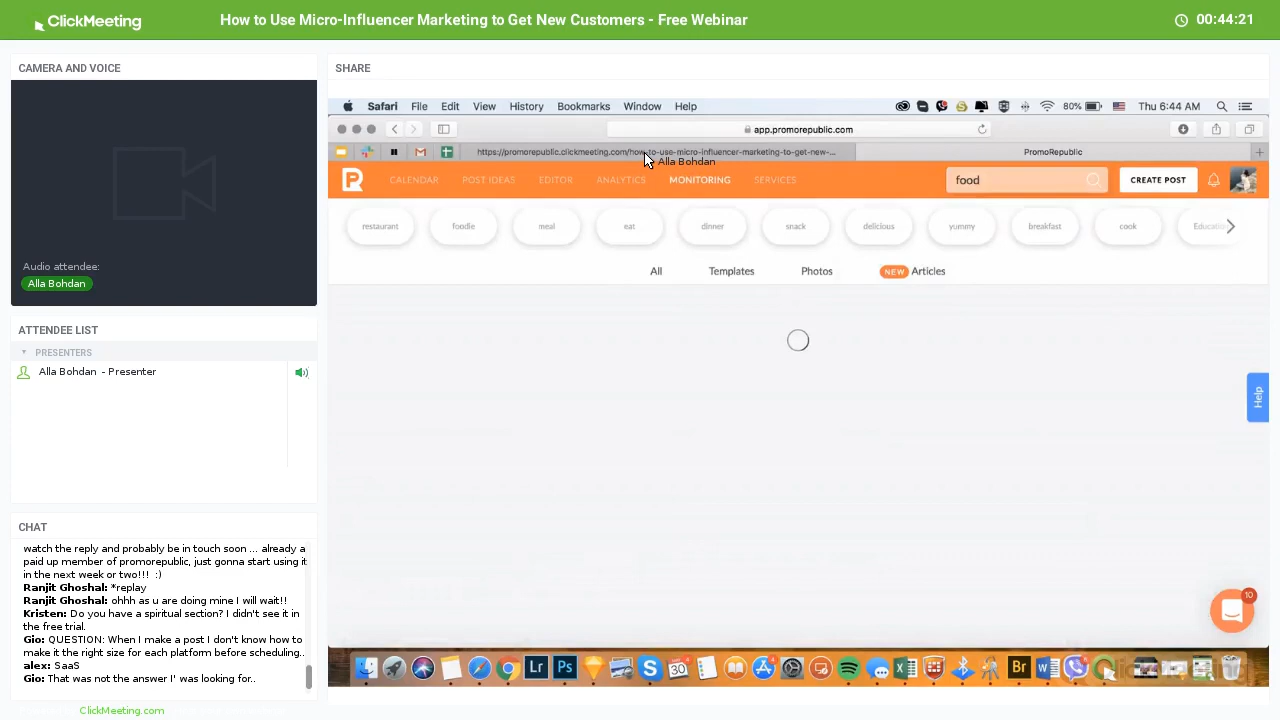 ClickMeeting
How to Use Micro-Influencer Marketing to Get New Customers - Free Webinar
00:44:21
CAMERA AND VOICE
Audio attendee:
Alla Bohdan
ATTENDEE LIST
PRESENTERS
Alla Bohdan - Presenter
CHAT
watch the reply and probably be in touch soon ... already a
paid up member of promorepublic, just gonna start using it
in the next week or two!!! :)
Ranjit Ghoshal: *replay
Ranjit Ghoshal: ohhh as u are doing mine I will wait!!
Kristen: Do you have a spiritual section? I didn't see it in
the free trial.
Gio: QUESTION: When I make a post I don't know how to
make it the right size for each platform before scheduling..
alex: SaaS
Gio: That was not the answer I' was looking for..
ClickMeeting.com
SHARE
Safari File Edit View History Bookmarks Window Help
80% Thu 6:44 AM
app.promorepublic.com
https://promorepublic.clickmeeting.com/how-to-use-micro-influencer-marketing-to-get-new-...
PromoRepublic
Alla Bohdan
CALENDAR POST IDEAS EDITOR ANALYTICS MONITORING SERVICES
food
CREATE POST
restaurant foodie meal eat dinner snack delicious yummy breakfast cook
All Templates Photos NEW Articles
Help
10
Lr Ps 30 Br
ClickMeeting